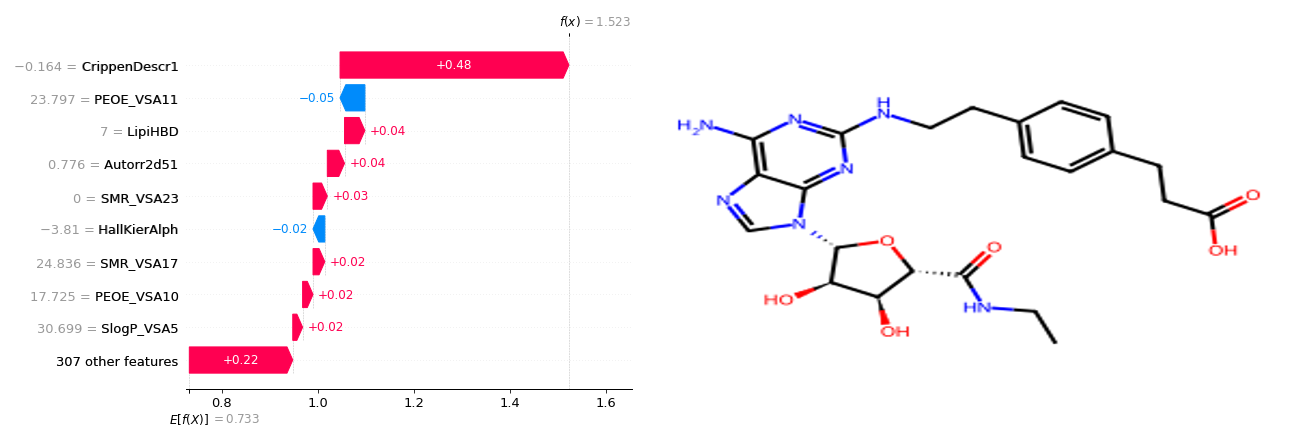 f(x) = 1.523
−0.164 = CrippenDescr1
+0.48
23.797 = PEOE_VSA11
−0.05
7 = LipiHBD
+0.04
0.776 = Autorr2d51
+0.04
0 = SMR_VSA23
+0.03
−3.81 = HallKierAlph
−0.02
24.836 = SMR_VSA17
+0.02
17.725 = PEOE_VSA10
+0.02
30.699 = SlogP_VSA5
+0.02
307 other features
+0.22
0.8 1.0 1.2 1.4 1.6
E[f(X)] = 0.733
H
N
H₂N
N
N
N
N
O
OH
O
O
HO
HN
OH